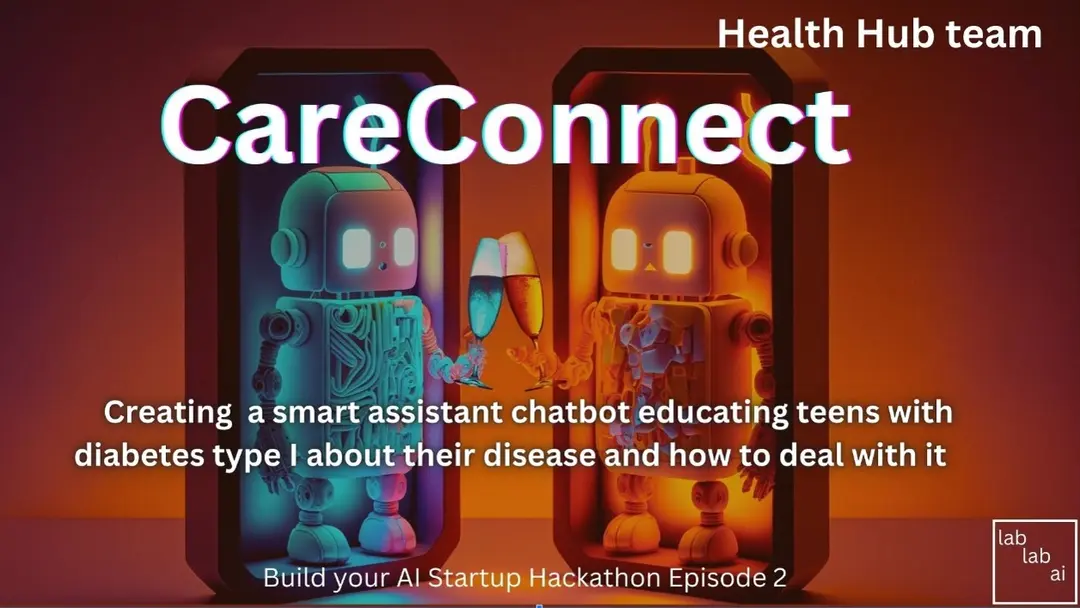 Health Hub team
CareConnect
Creating a smart assistant chatbot educating teens with
diabetes type I about their disease and how to deal with it
Build your AI Startup Hackathon Episode 2
lab
lab
ai